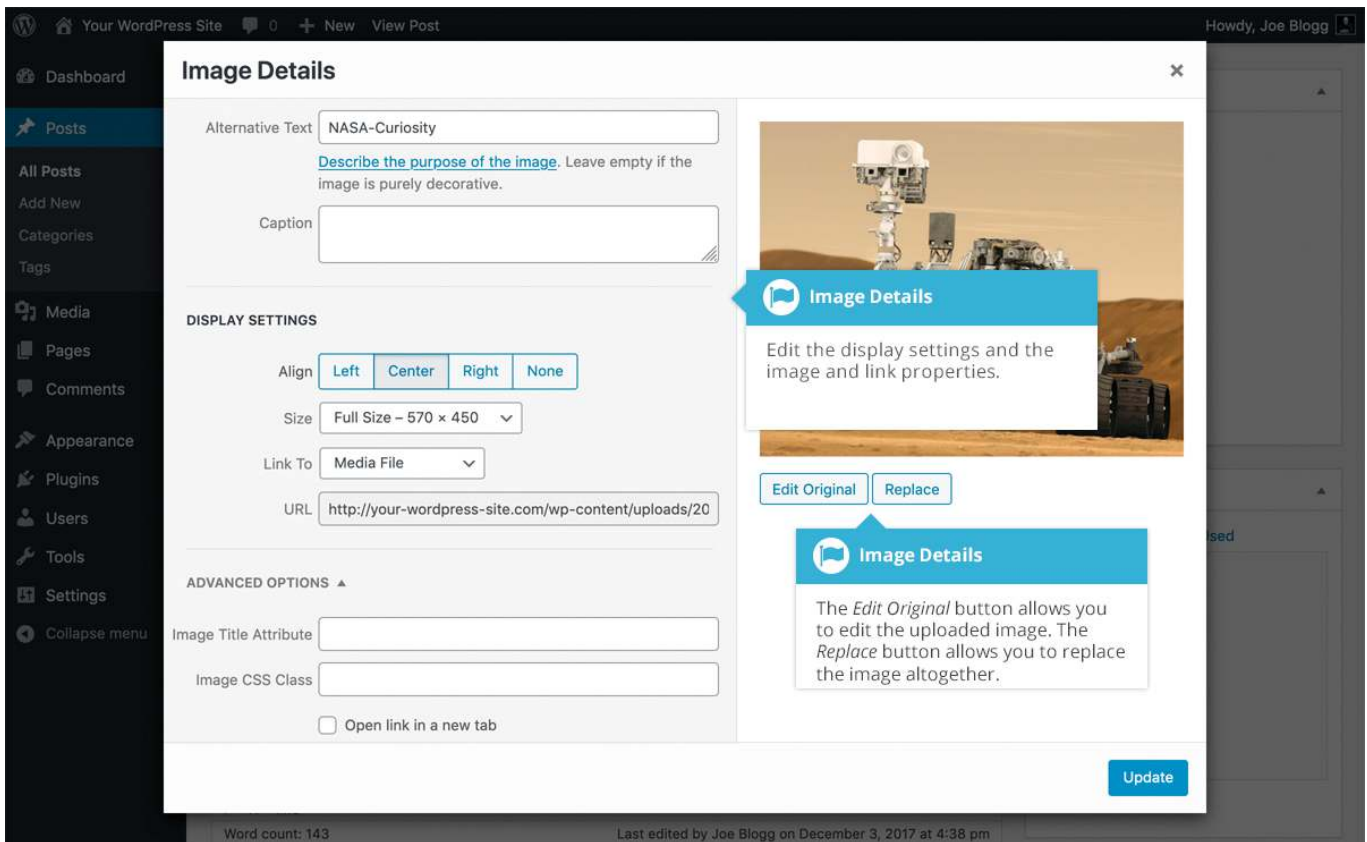 Your WordPress Site 0 + New View Post Howdy, Joe Blogg
Dashboard
Posts
All Posts
Add New
Categories
Tags
Media
Pages
Comments
Appearance
Plugins
Users
Tools
Settings
Collapse menu
Image Details ×
Alternative Text NASA-Curiosity
Describe the purpose of the image. Leave empty if the
image is purely decorative.
Caption
DISPLAY SETTINGS
Align Left Center Right None
Size Full Size – 570 × 450
Link To Media File
URL http://your-wordpress-site.com/wp-content/uploads/20
ADVANCED OPTIONS
Image Title Attribute
Image CSS Class
Open link in a new tab
Image Details
Edit the display settings and the
image and link properties.
Edit Original Replace
Image Details
The Edit Original button allows you
to edit the uploaded image. The
Replace button allows you to replace
the image altogether.
Update
Word count: 143 Last edited by Joe Blogg on December 3, 2017 at 4:38 pm